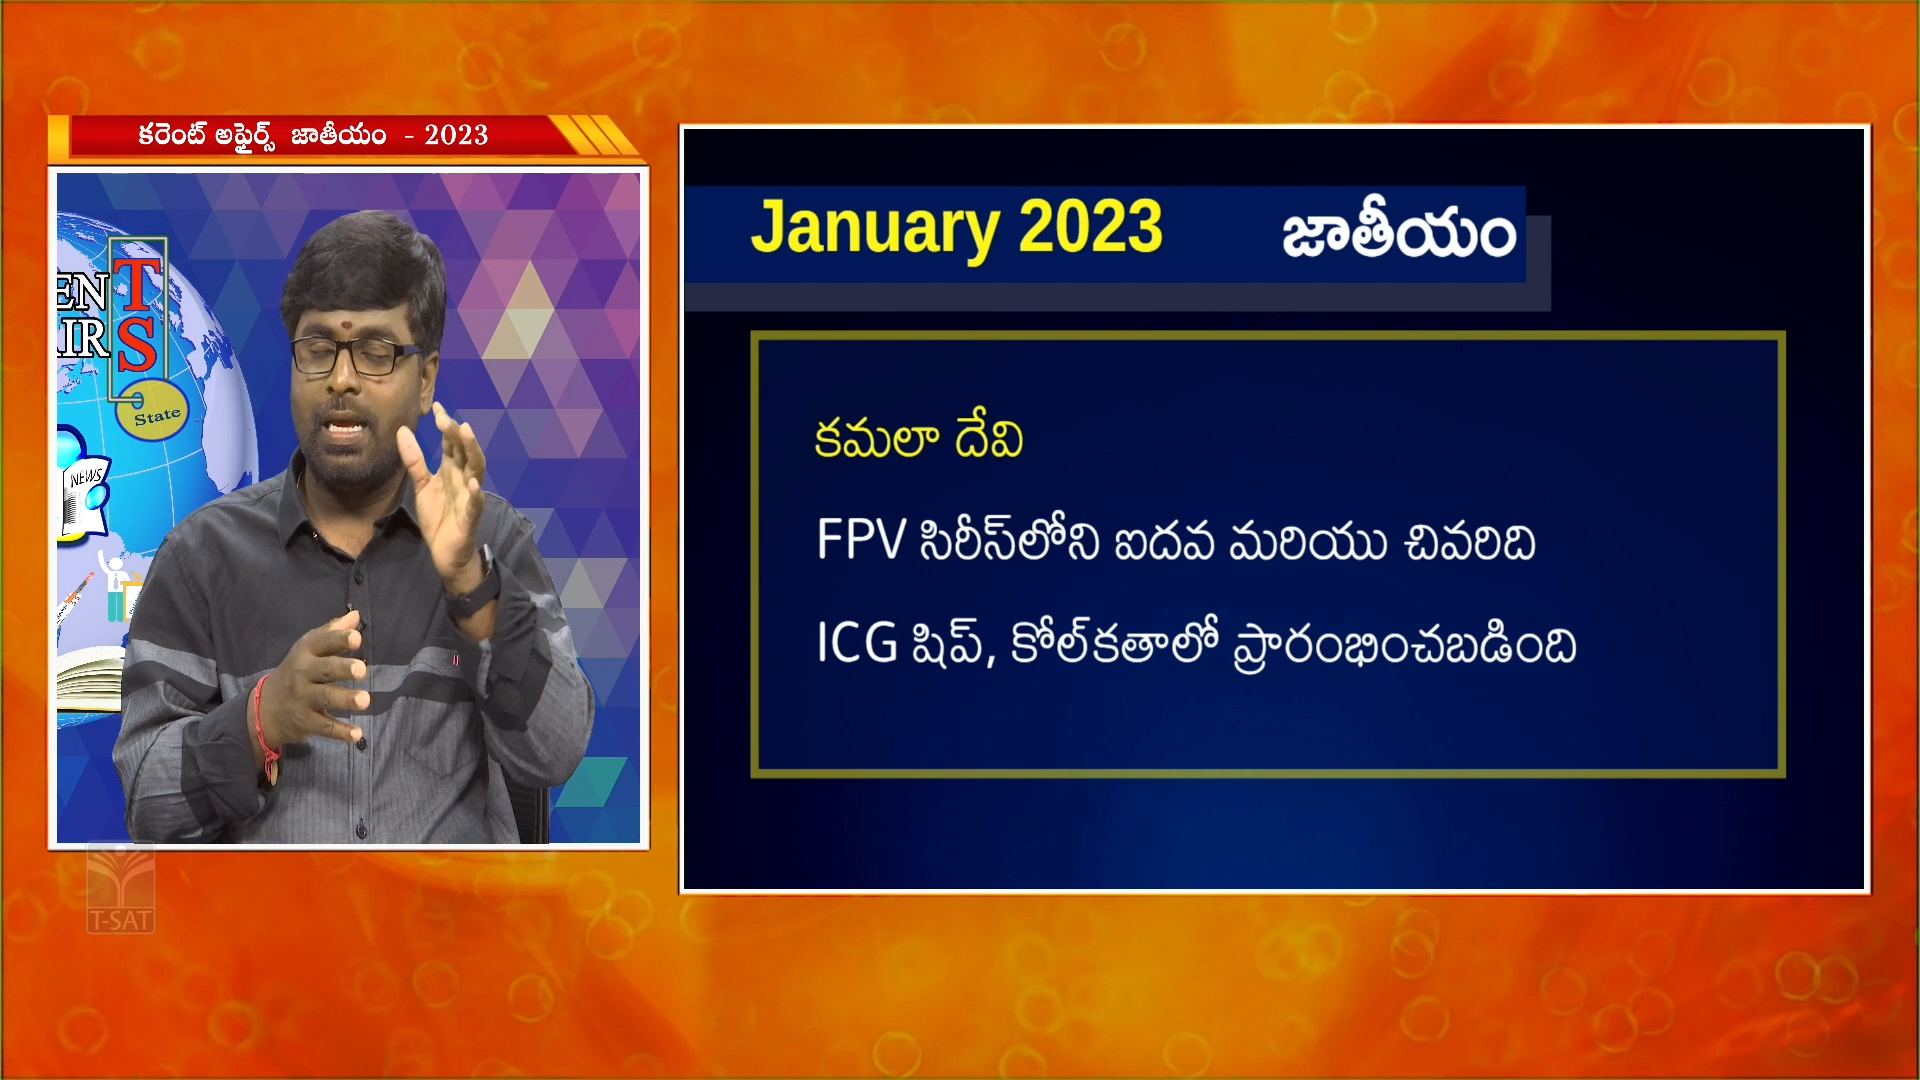 కరెంట్ అఫైర్స్ జాతీయం - 2023
January 2023 జాతీయం
T
S
State
NEWS
కమలా దేవి
FPV సిరీస్‌లోని ఐదవ మరియు చివరిది
ICG షిప్, కోల్‌కతాలో ప్రారంభించబడింది
T-SAT